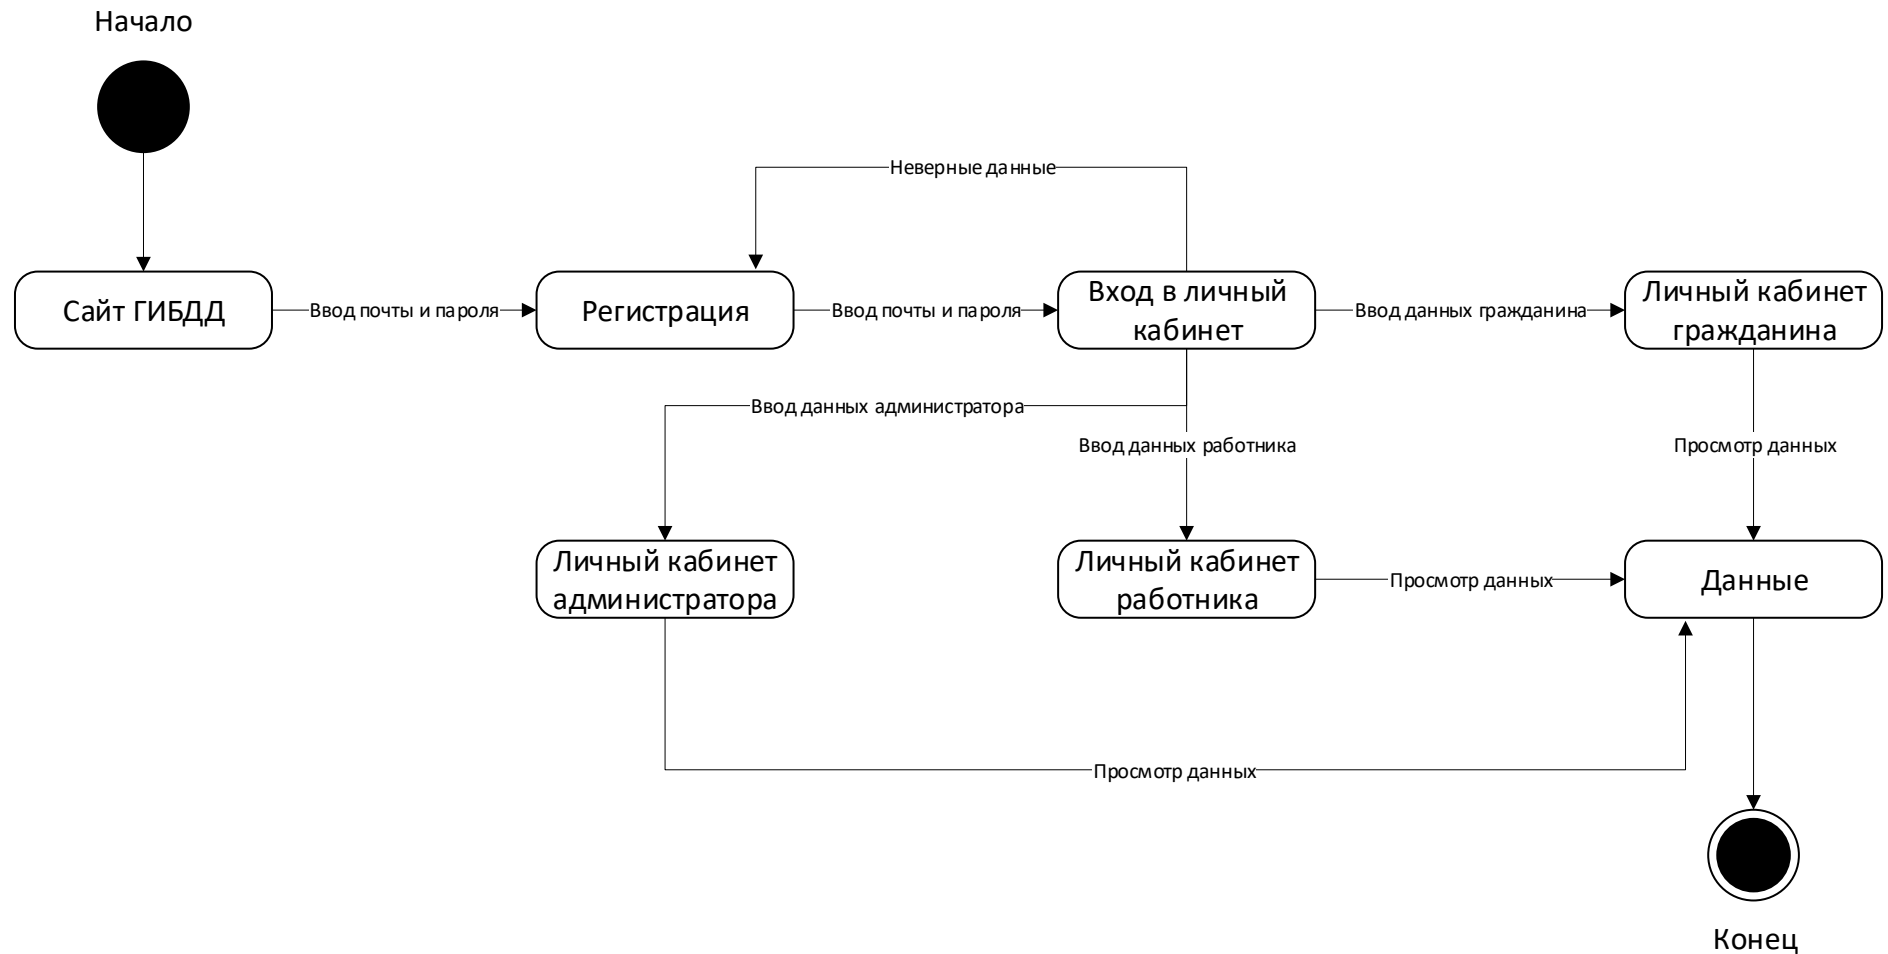 Начало
Неверные данные
Сайт ГИБДД
Ввод почты и пароля
Регистрация
Ввод почты и пароля
Вход в личный
кабинет
Ввод данных гражданина
Личный кабинет
гражданина
Ввод данных администратора
Ввод данных работника
Просмотр данных
Личный кабинет
администратора
Личный кабинет
работника
Просмотр данных
Данные
Просмотр данных
Конец